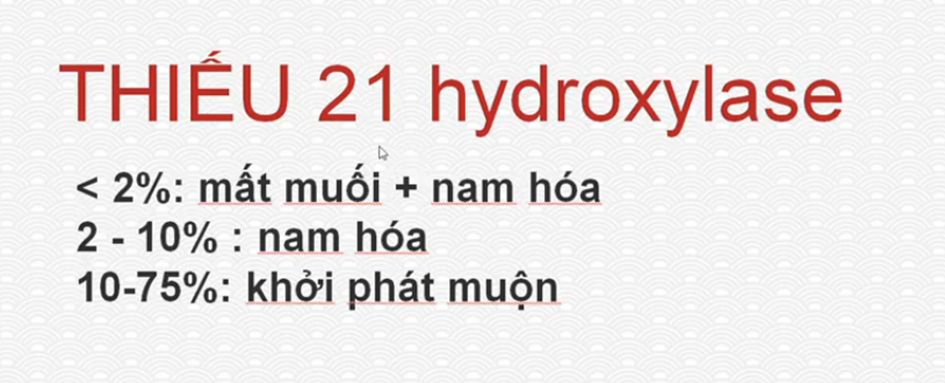 THIẾU 21 hydroxylase
< 2%: mất muối + nam hóa
2 - 10% : nam hóa
10-75%: khởi phát muộn